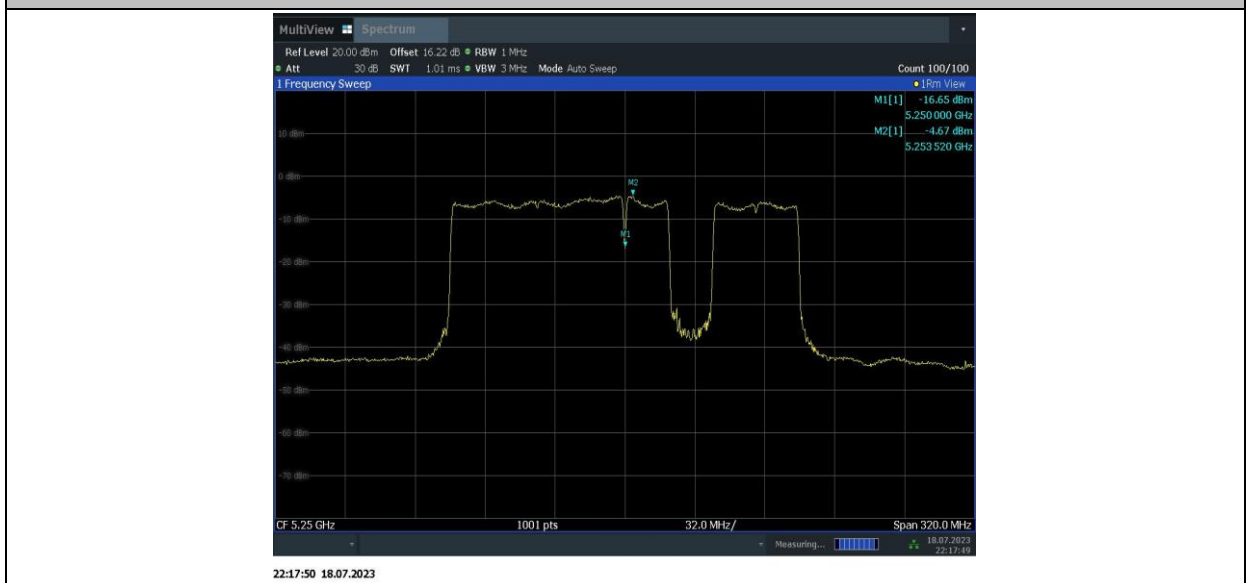 MultiView Spectrum
Ref Level 20.00 dBm Offset 16.22 dB RBW 1 MHz
Att 30 dB SWT 1.01 ms VBW 3 MHz Mode Auto Sweep Count 100/100
1 Frequency Sweep 1Rm View
M1[1] -16.65 dBm
5.250 000 GHz
10 dBm
M2[1] -4.67 dBm
5.253 520 GHz
0 dBm
M2
-10 dBm
M1
-20 dBm
-30 dBm
-40 dBm
-50 dBm
-60 dBm
-70 dBm
CF 5.25 GHz 1001 pts 32.0 MHz/ Span 320.0 MHz
Measuring... 18.07.2023
22:17:49
22:17:50 18.07.2023